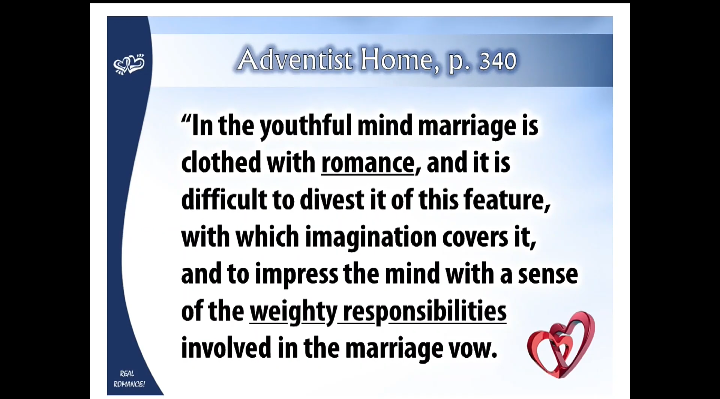 Adventist Home, p. 340
“In the youthful mind marriage is
clothed with romance, and it is
difficult to divest it of this feature,
with which imagination covers it,
and to impress the mind with a sense
of the weighty responsibilities
involved in the marriage vow.
REAL
ROMANCE!